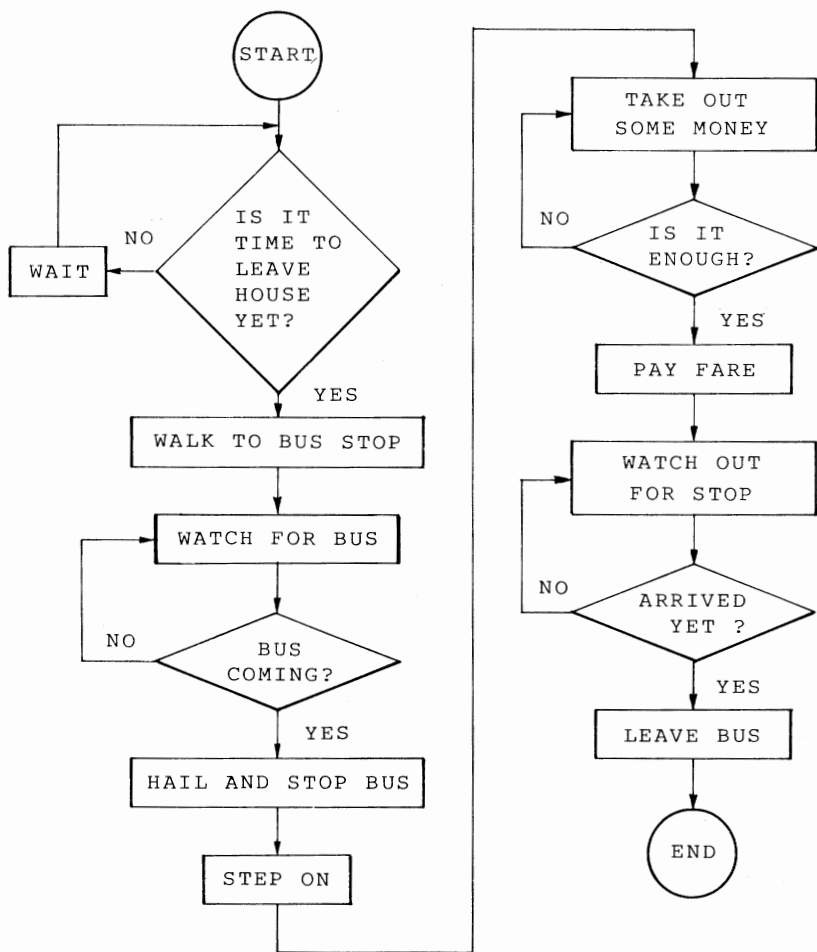 START
IS IT
TIME TO
LEAVE
HOUSE
YET?
NO
WAIT
YES
WALK TO BUS STOP
WATCH FOR BUS
NO
BUS
COMING?
YES
HAIL AND STOP BUS
STEP ON
TAKE OUT
SOME MONEY
NO
IS IT
ENOUGH?
YES
PAY FARE
WATCH OUT
FOR STOP
NO
ARRIVED
YET ?
YES
LEAVE BUS
END